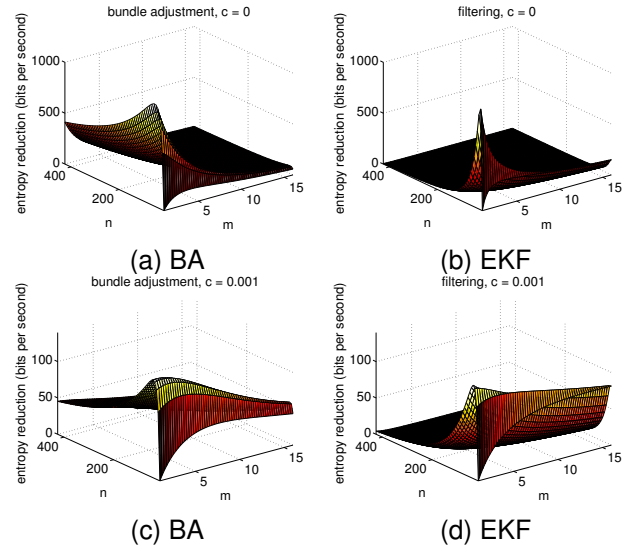 bundle adjustment, c = 0
entropy reduction (bits per second)
1000
500
0
400
200
n
5
10
15
m
(a) BA
filtering, c = 0
entropy reduction (bits per second)
1000
500
0
400
200
n
5
10
15
m
(b) EKF
bundle adjustment, c = 0.001
entropy reduction (bits per second)
100
50
0
400
200
n
5
10
15
m
(c) BA
filtering, c = 0.001
entropy reduction (bits per second)
100
50
0
400
200
n
5
10
15
m
(d) EKF